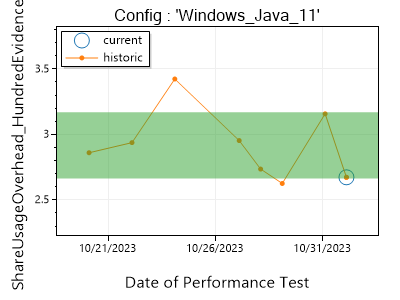 Config : 'Windows_Java_11'
current
historic
ShareUsageOverhead_HundredEvidence
3.5
3
2.5
10/21/2023
10/26/2023
10/31/2023
Date of Performance Test